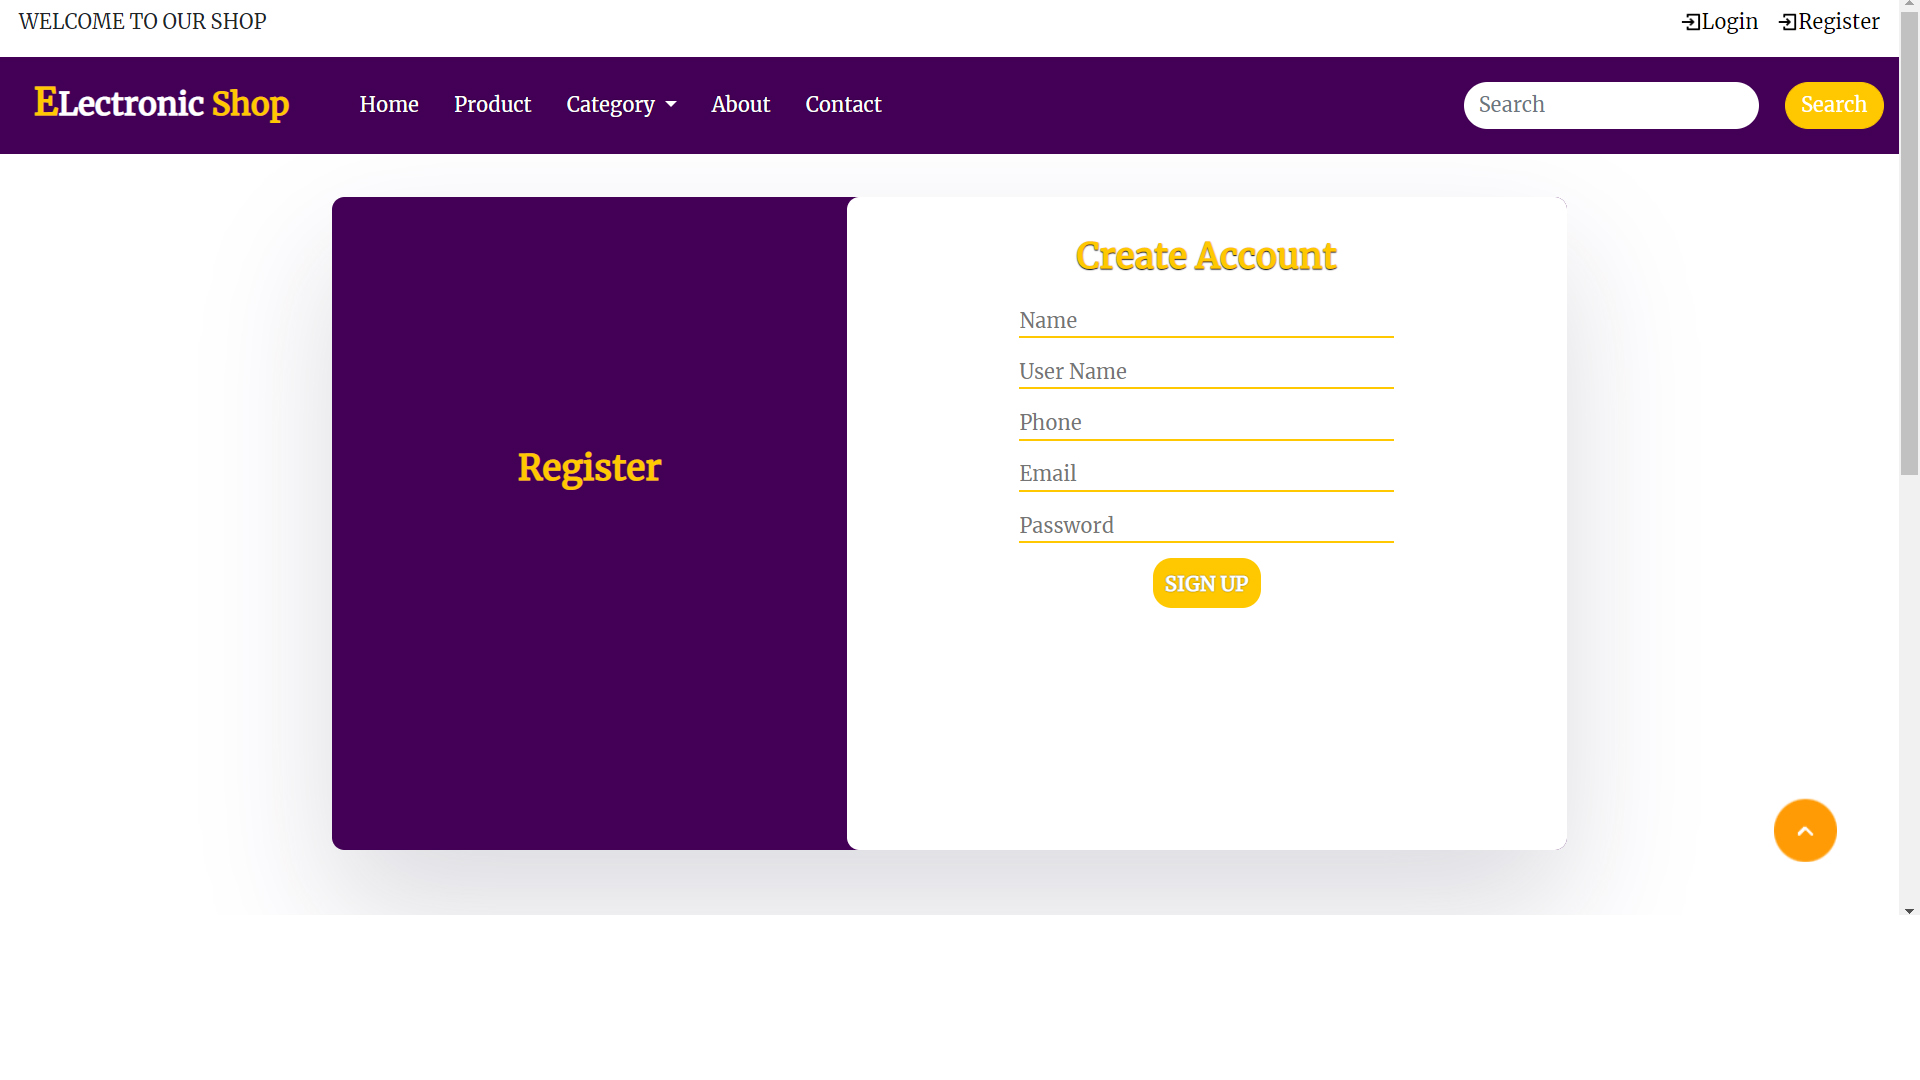 WELCOME TO OUR SHOP
Login
Register
ELectronic Shop
Home
Product
Category
About
Contact
Search
Search
Register
Create Account
Name
User Name
Phone
Email
Password
SIGN UP